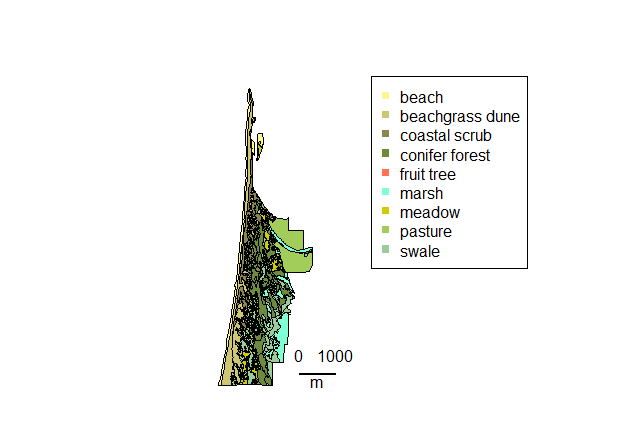 beach
beachgrass dune
coastal scrub
conifer forest
fruit tree
marsh
meadow
pasture
swale
0 1000
m